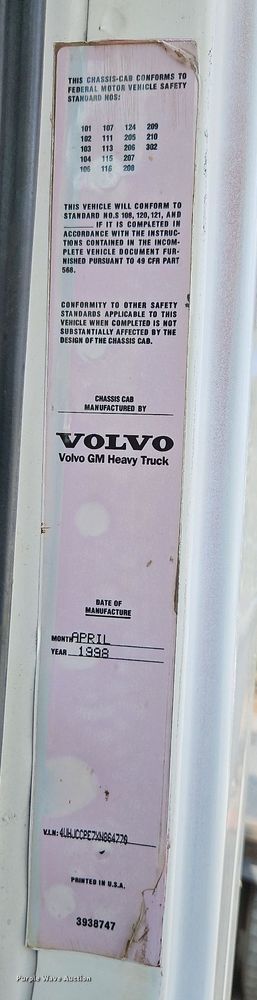 THIS CHASSIS-CAB CONFORMS TO
FEDERAL MOTOR VEHICLE SAFETY
STANDARD NOS:
101 107 124 209
102 111 205 210
103 113 206 302
104 115 207
105 116 208
THIS VEHICLE WILL CONFORM TO
STANDARD NO.S 108, 120, 121, AND
IF IT IS COMPLETED IN
ACCORDANCE WITH THE INSTRUC-
TIONS CONTAINED IN THE INCOM-
PLETE VEHICLE DOCUMENT FUR-
NISHED PURSUANT TO 49 CFR PART
568.
CONFORMITY TO OTHER SAFETY
STANDARDS APPLICABLE TO THIS
VEHICLE WHEN COMPLETED IS NOT
SUBSTANTIALLY AFFECTED BY THE
DESIGN OF THE CHASSIS CAB.
CHASSIS CAB
MANUFACTURED BY
VOLVO
Volvo GM Heavy Truck
DATE OF
MANUFACTURE
MONTH APRIL
YEAR 1998
V.I.N:
PRINTED IN U.S.A.
3938747
Purple Wave Auction